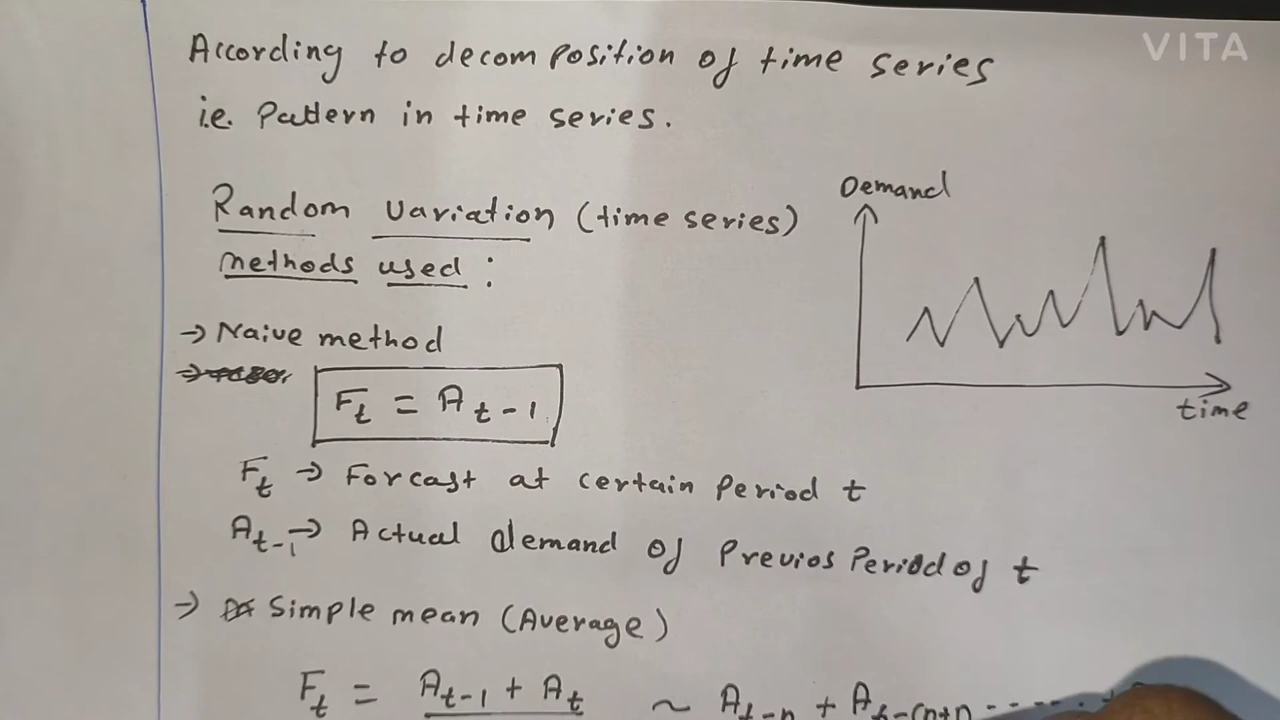 VITA
According to decomposition of time series
i.e. Pattern in time series.
Random Variation (time series)
methods used :
Demand
time
→ Naive method
F_t = A_t-1
F_t → Forcast at certain Period t
A_t-1 → Actual demand of Previos Period of t
→ Simple mean (Average)
F_t = A_t-1 + A_t ~ A_t-n +